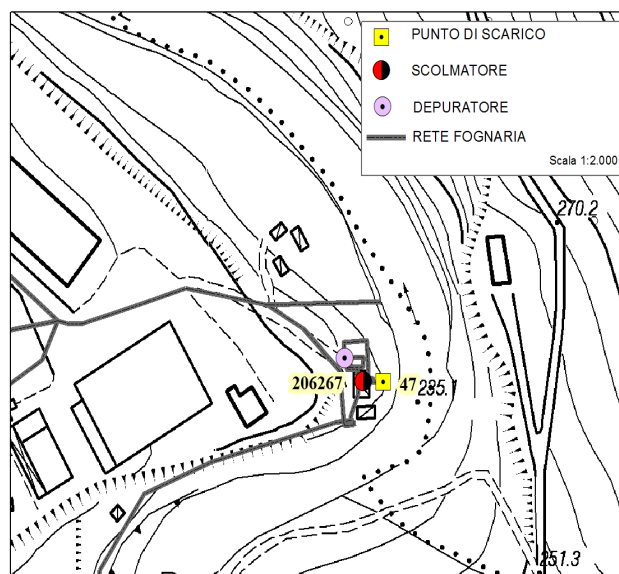 PUNTO DI SCARICO
SCOLMATORE
DEPURATORE
RETE FOGNARIA
Scala 1:2.000
270.2
206267
47
235.1
251.3